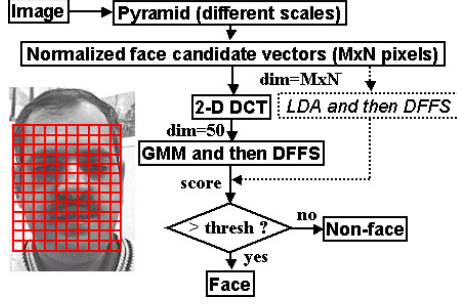 Image
Pyramid (different scales)
Normalized face candidate vectors (MxN pixels)
dim=MxN
2-D DCT
LDA and then DFFS
dim=50
GMM and then DFFS
score
> thresh ?
no
Non-face
yes
Face